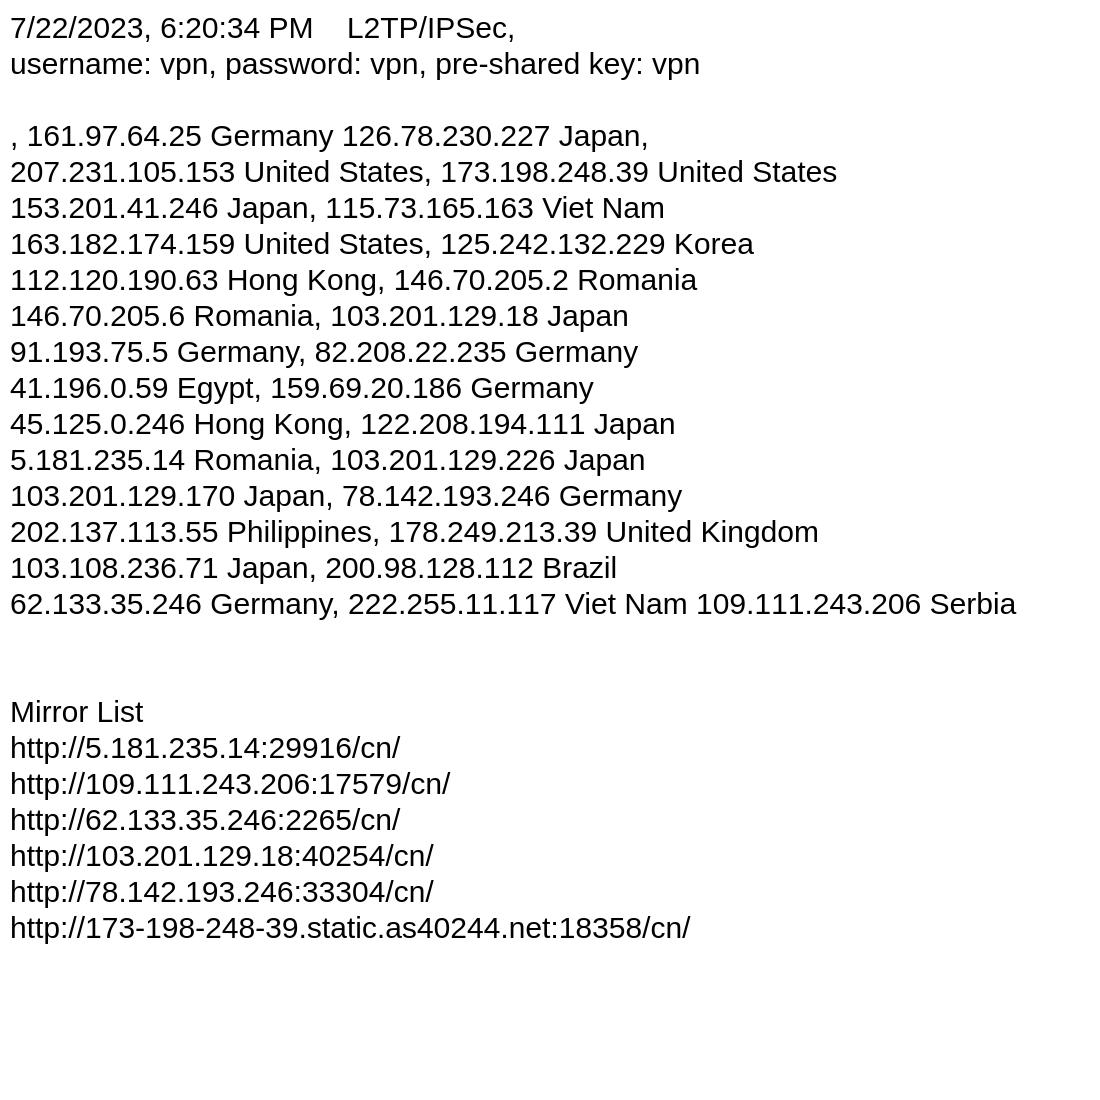 7/22/2023, 6:20:34 PM    L2TP/IPSec,
username: vpn, password: vpn, pre-shared key: vpn
, 161.97.64.25 Germany 126.78.230.227 Japan,
207.231.105.153 United States, 173.198.248.39 United States
153.201.41.246 Japan, 115.73.165.163 Viet Nam
163.182.174.159 United States, 125.242.132.229 Korea
112.120.190.63 Hong Kong, 146.70.205.2 Romania
146.70.205.6 Romania, 103.201.129.18 Japan
91.193.75.5 Germany, 82.208.22.235 Germany
41.196.0.59 Egypt, 159.69.20.186 Germany
45.125.0.246 Hong Kong, 122.208.194.111 Japan
5.181.235.14 Romania, 103.201.129.226 Japan
103.201.129.170 Japan, 78.142.193.246 Germany
202.137.113.55 Philippines, 178.249.213.39 United Kingdom
103.108.236.71 Japan, 200.98.128.112 Brazil
62.133.35.246 Germany, 222.255.11.117 Viet Nam 109.111.243.206 Serbia
Mirror List
http://5.181.235.14:29916/cn/
http://109.111.243.206:17579/cn/
http://62.133.35.246:2265/cn/
http://103.201.129.18:40254/cn/
http://78.142.193.246:33304/cn/
http://173-198-248-39.static.as40244.net:18358/cn/